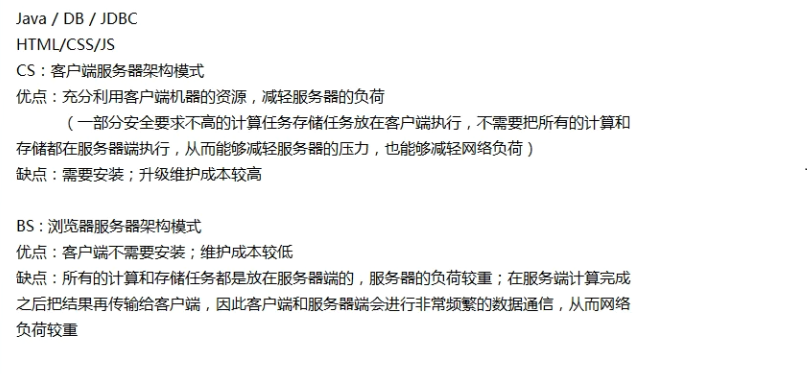 Java / DB / JDBC
HTML/CSS/JS
CS：客户端服务器架构模式
优点：充分利用客户端机器的资源，减轻服务器的负荷
（一部分安全要求不高的计算任务存储任务放在客户端执行，不需要把所有的计算和
存储都在服务器端执行，从而能够减轻服务器的压力，也能够减轻网络负荷）
缺点：需要安装；升级维护成本较高
BS：浏览器服务器架构模式
优点：客户端不需要安装；维护成本较低
缺点：所有的计算和存储任务都是放在服务器端的，服务器的负荷较重；在服务端计算完成
之后把结果再传输给客户端，因此客户端和服务器端会进行非常频繁的数据通信，从而网络
负荷较重